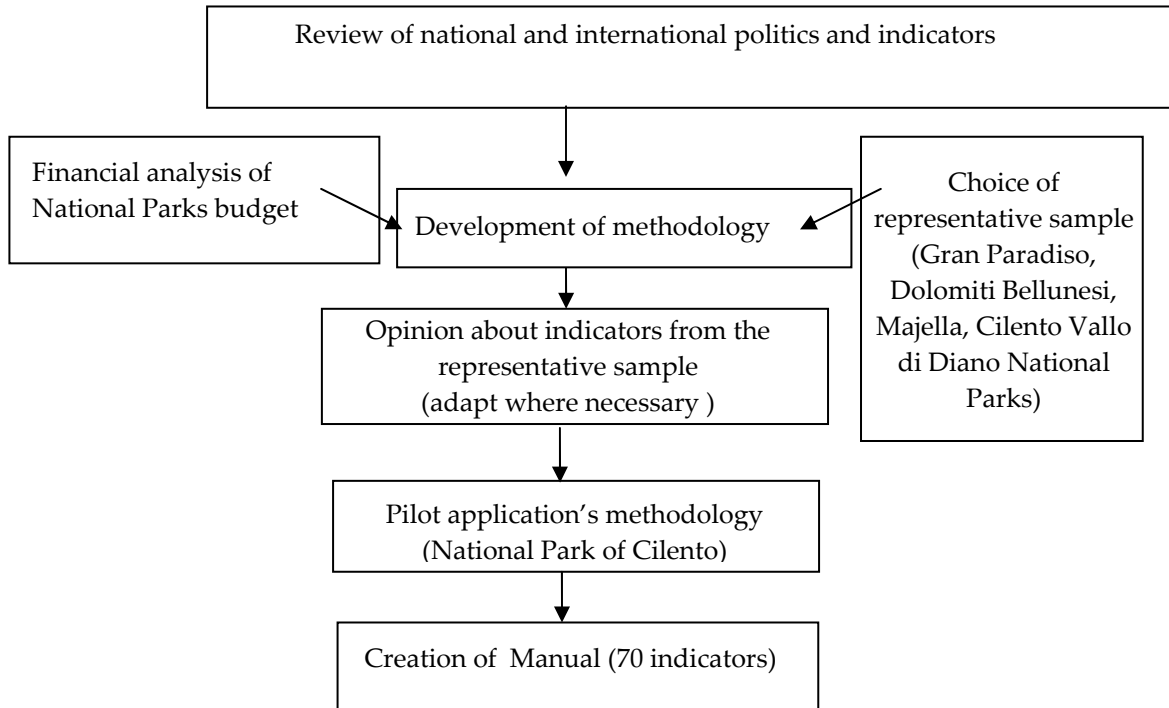 Review of national and international politics and indicators
Financial analysis of
National Parks budget
Development of methodology
Choice of
representative sample
(Gran Paradiso,
Dolomiti Bellunesi,
Majella, Cilento Vallo
di Diano National
Parks)
Opinion about indicators from the
representative sample
(adapt where necessary )
Pilot application’s methodology
(National Park of Cilento)
Creation of  Manual (70 indicators)